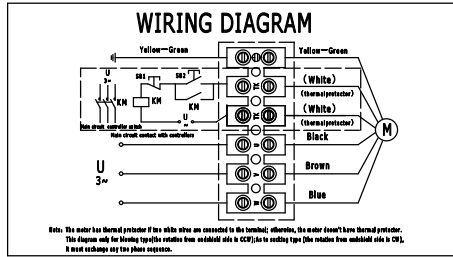 WIRING DIAGRAM
Yellow-Green
Yellow-Green
U
3~
SB1
SB2
(White)
(thermalprotector)
KM
KM
KM
U
~
(White)
(thermalprotector)
Main circuit controller switch
Main circuit contact with controllers
Black
M
U
3~
Brown
Blue
U
V
W
Note: The motor has thermal protector if two white wires are connected to the terminal; otherwise, the motor doesn't have thermal protector.
This diagram only for blowing type(the rotation from endshield side is CCW);As to sucking type (the rotation from endshield side is CW),
it must exchange any two phase sequence.